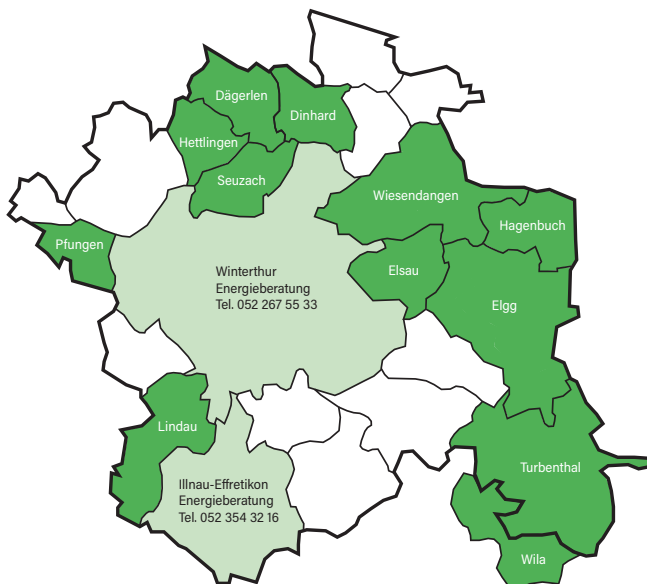 Dägerlen
Dinhard
Hettlingen
Seuzach
Wiesendangen
Hagenbuch
Pfungen
Elsau
Winterthur
Energieberatung
Tel. 052 267 55 33
Elgg
Lindau
Turbenthal
Illnau-Effretikon
Energieberatung
Tel. 052 354 32 16
Wila